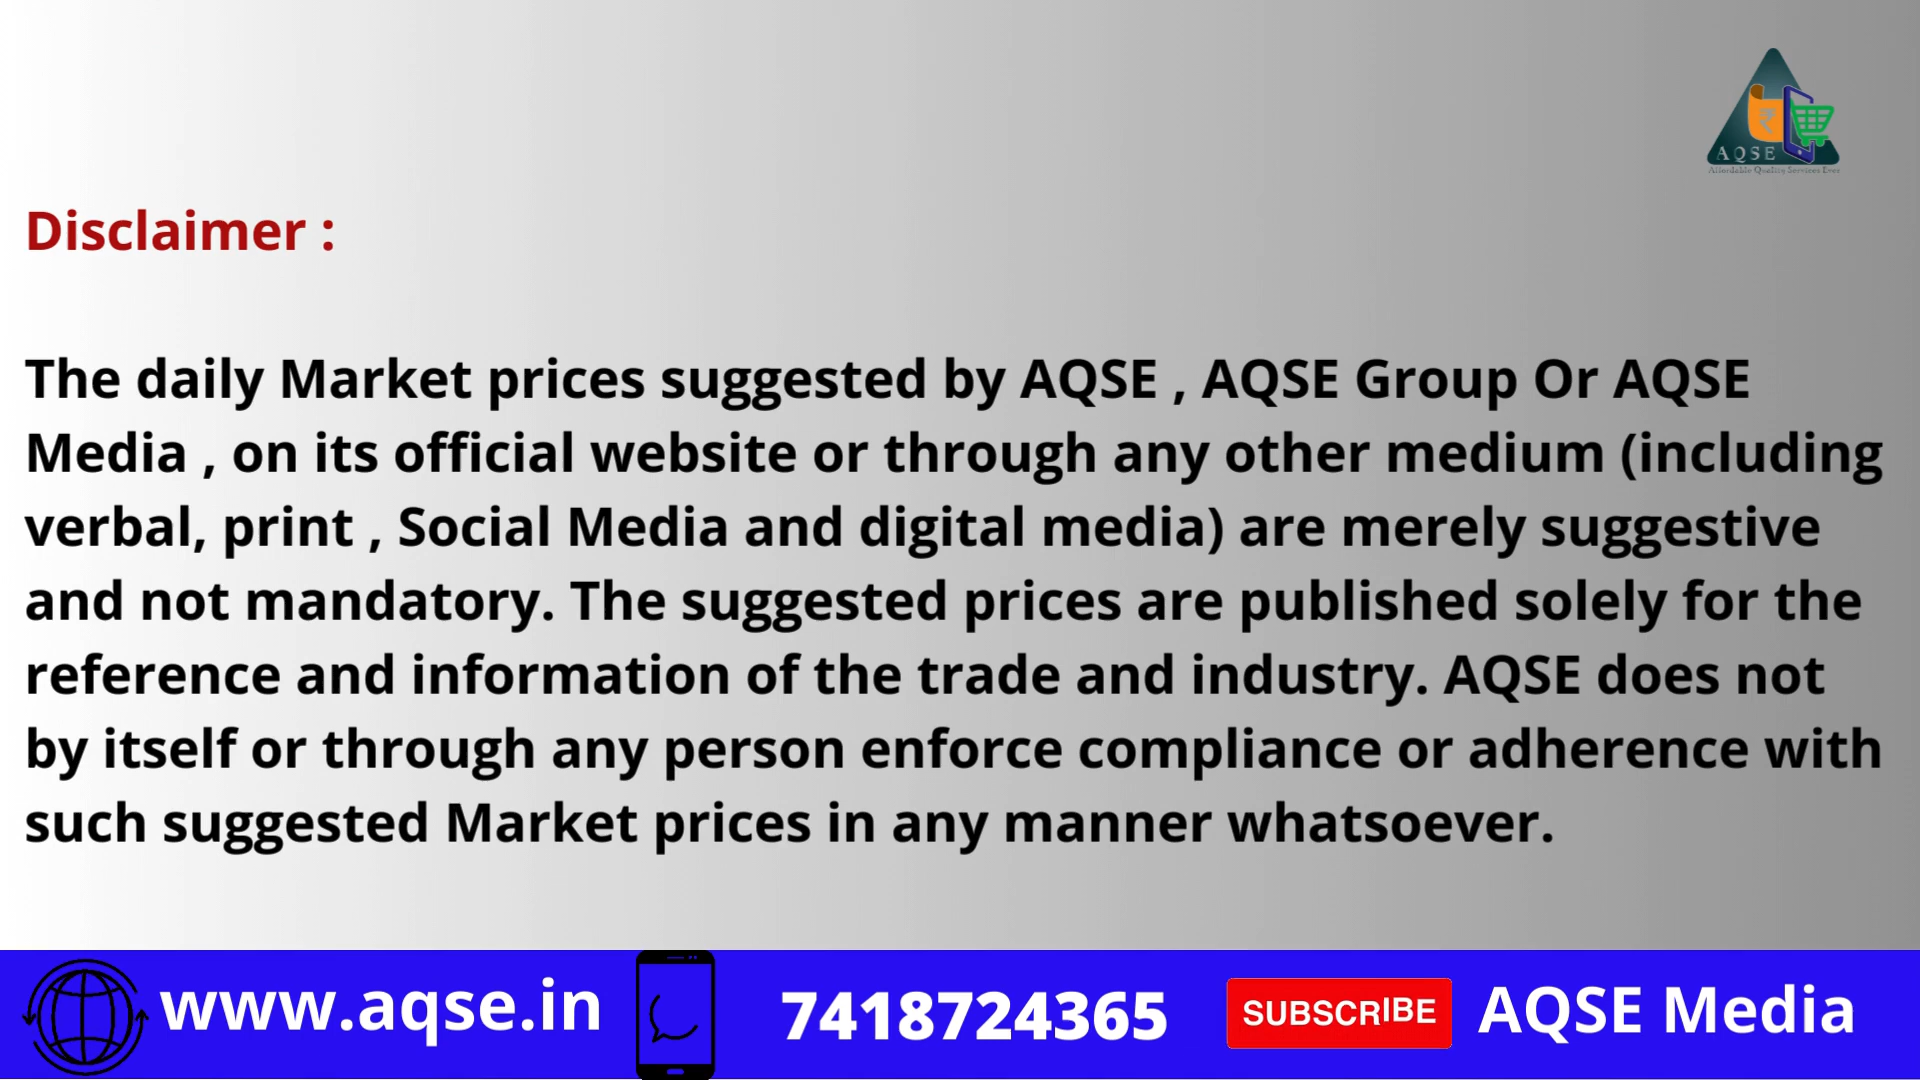 AQSE
Affordable Quality Services Ever
Disclaimer :
The daily Market prices suggested by AQSE , AQSE Group Or AQSE
Media , on its official website or through any other medium (including
verbal, print , Social Media and digital media) are merely suggestive
and not mandatory. The suggested prices are published solely for the
reference and information of the trade and industry. AQSE does not
by itself or through any person enforce compliance or adherence with
such suggested Market prices in any manner whatsoever.
www.aqse.in 7418724365 SUBSCRIBE AQSE Media